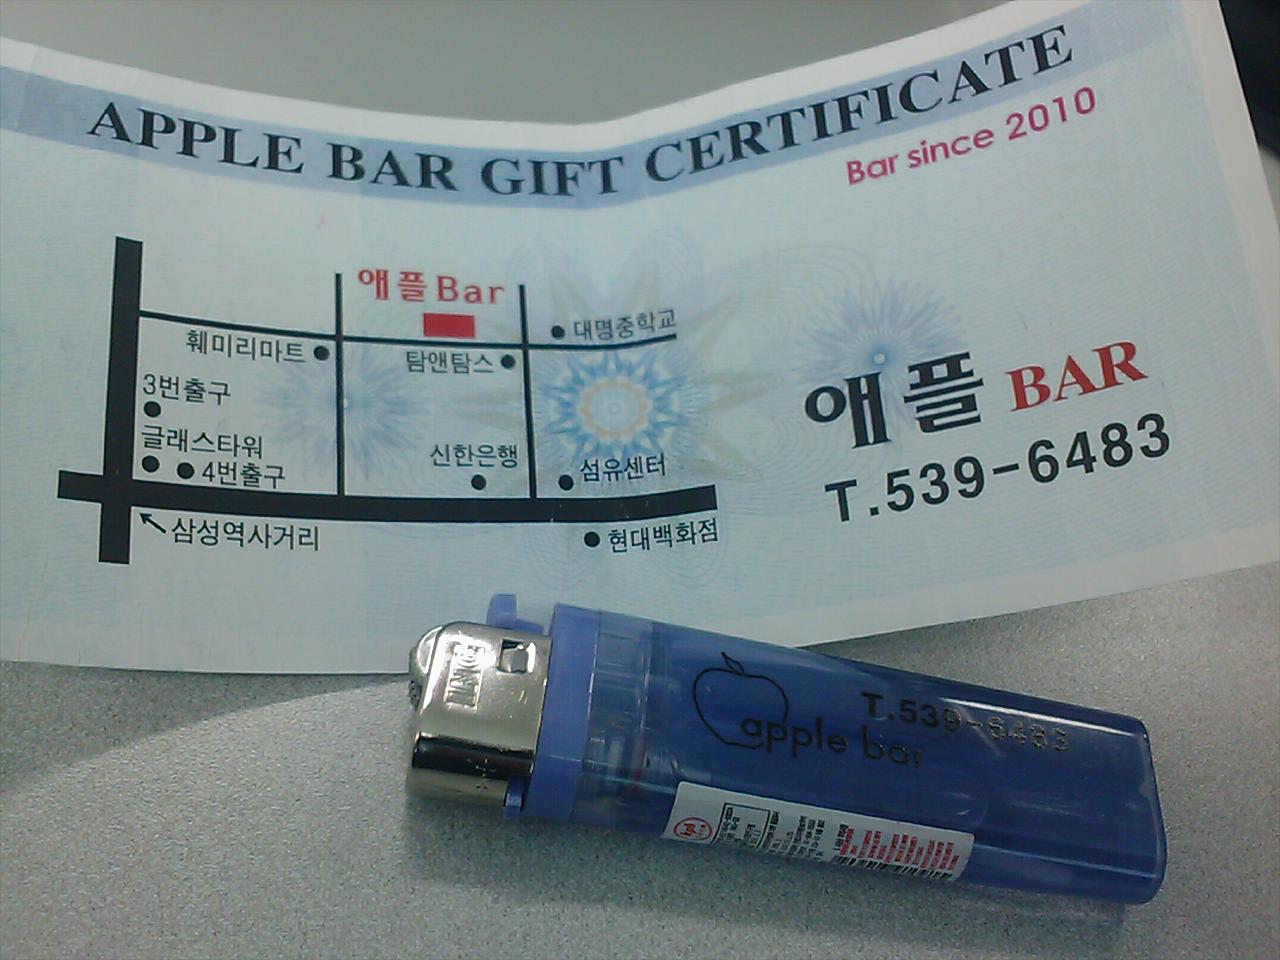 APPLE BAR GIFT CERTIFICATE
Bar since 2010
애플Bar
대명중학교
훼미리마트
탐앤탐스
3번출구
글래스타워
4번출구
신한은행
섬유센터
삼성역사거리
현대백화점
애플 BAR
T.539-6483
T.539-6483
apple bar